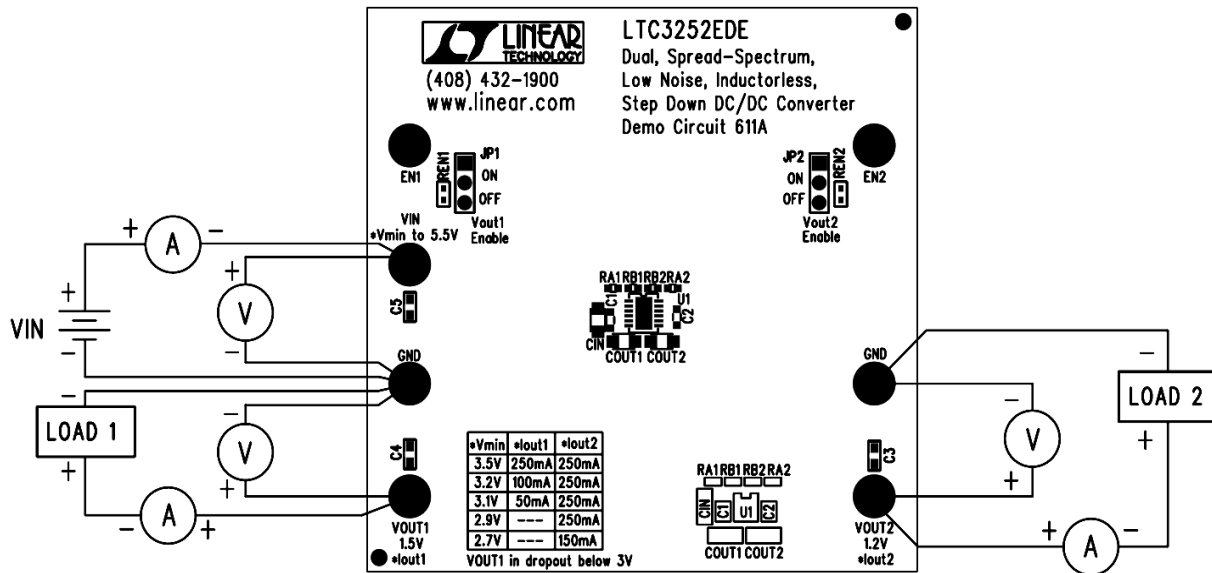 LINEAR
TECHNOLOGY
(408) 432-1900
www.linear.com
LTC3252EDE
Dual, Spread-Spectrum,
Low Noise, Inductorless,
Step Down DC/DC Converter
Demo Circuit 611A
EN1
REN1
JP1
ON
OFF
Vout1
Enable
JP2
ON
OFF
REN2
Vout2
Enable
EN2
VIN
*Vmin to 5.5V
+ A -
+
VIN
-
+
V
-
C5
GND
-
LOAD 1
+
-
V
+
- A +
C4
VOUT1
1.5V
*Iout1
RA1 RB1 RB2 RA2
C1
U1
C2
CIN
COUT1 COUT2
*Vmin *Iout1 *Iout2
3.5V 250mA 250mA
3.2V 100mA 250mA
3.1V 50mA 250mA
2.9V --- 250mA
2.7V --- 150mA
VOUT1 in dropout below 3V
RA1 RB1 RB2 RA2
CIN C1 U1 C2
COUT1 COUT2
GND
C3
VOUT2
1.2V
*Iout2
-
V
+
-
LOAD 2
+
+ A -